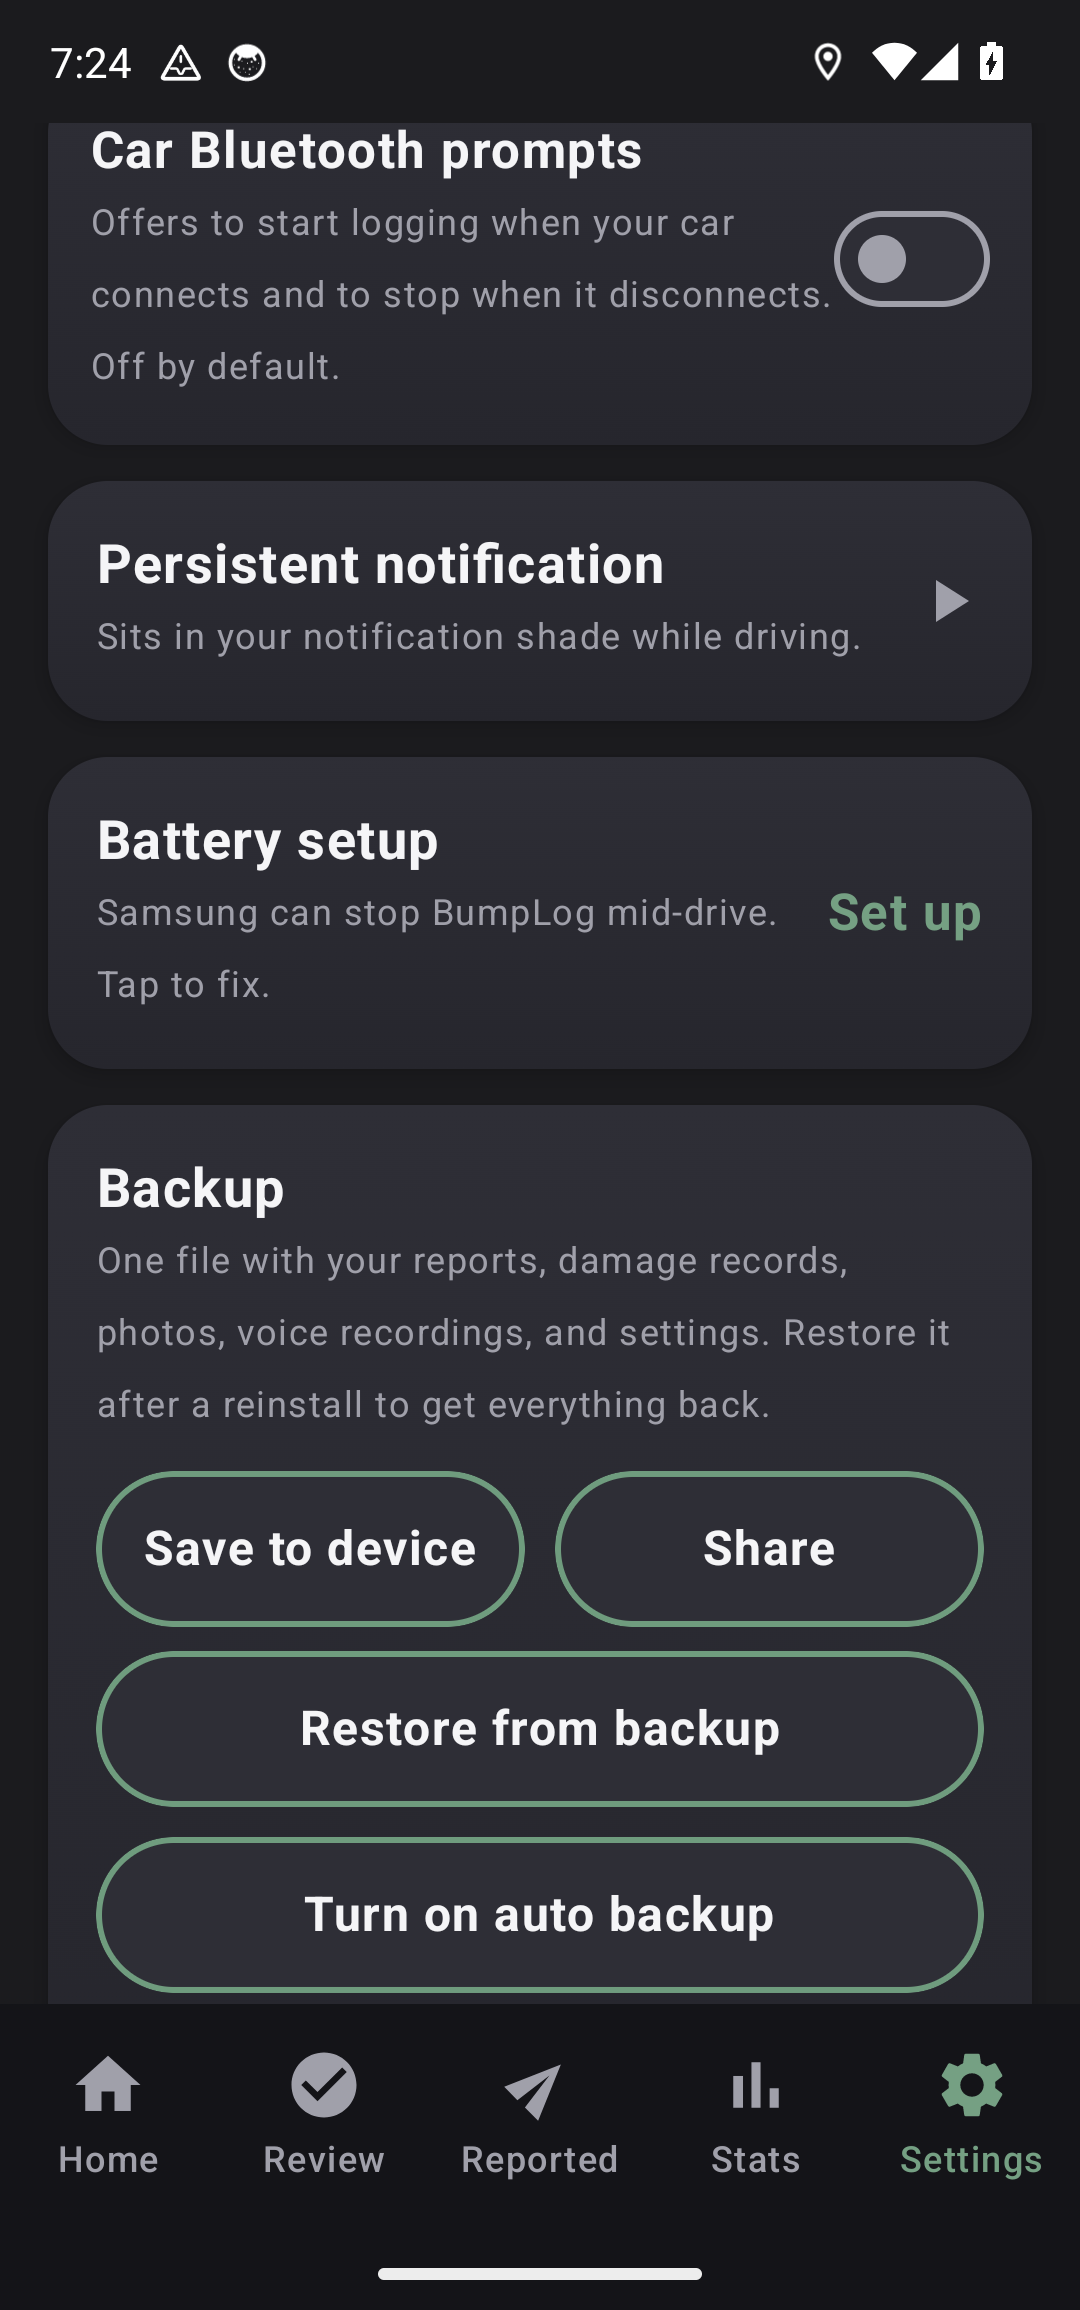 7:24
Car Bluetooth prompts
Offers to start logging when your car
connects and to stop when it disconnects.
Off by default.
Persistent notification
Sits in your notification shade while driving.
Battery setup
Samsung can stop BumpLog mid-drive.
Tap to fix.
Set up
Backup
One file with your reports, damage records,
photos, voice recordings, and settings. Restore it
after a reinstall to get everything back.
Save to device
Share
Restore from backup
Turn on auto backup
Home
Review
Reported
Stats
Settings